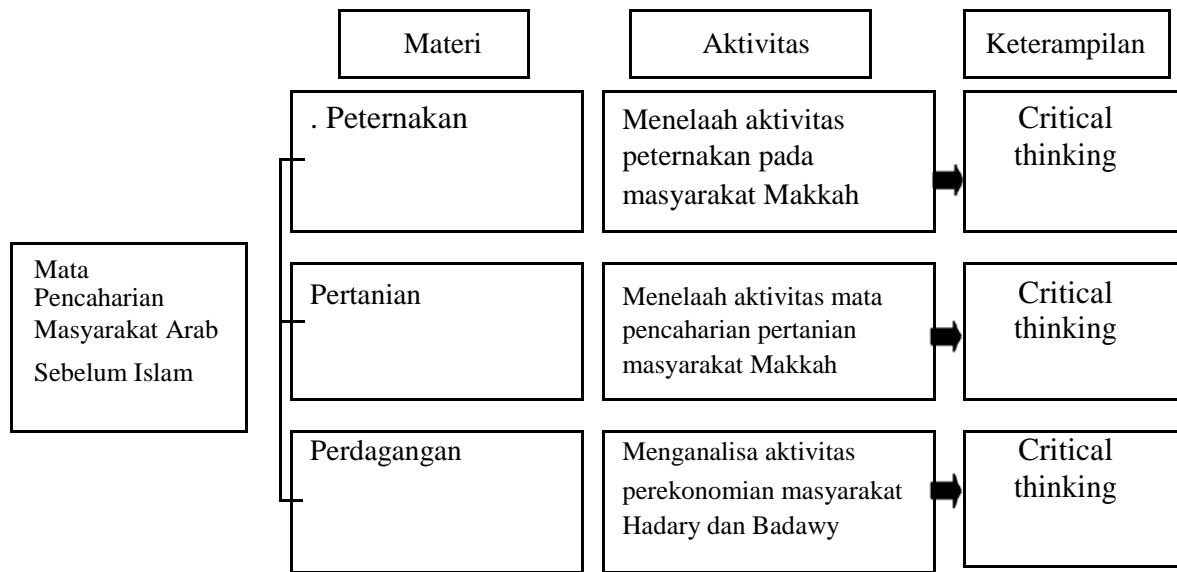 Materi
Aktivitas
Keterampilan
Mata
Pencaharian
Masyarakat Arab
Sebelum Islam
. Peternakan
Menelaah aktivitas
peternakan pada
masyarakat Makkah
Critical
thinking
Pertanian
Menelaah aktivitas mata
pencaharian pertanian
masyarakat Makkah
Critical
thinking
Perdagangan
Menganalisa aktivitas
perekonomian masyarakat
Hadary dan Badawy
Critical
thinking